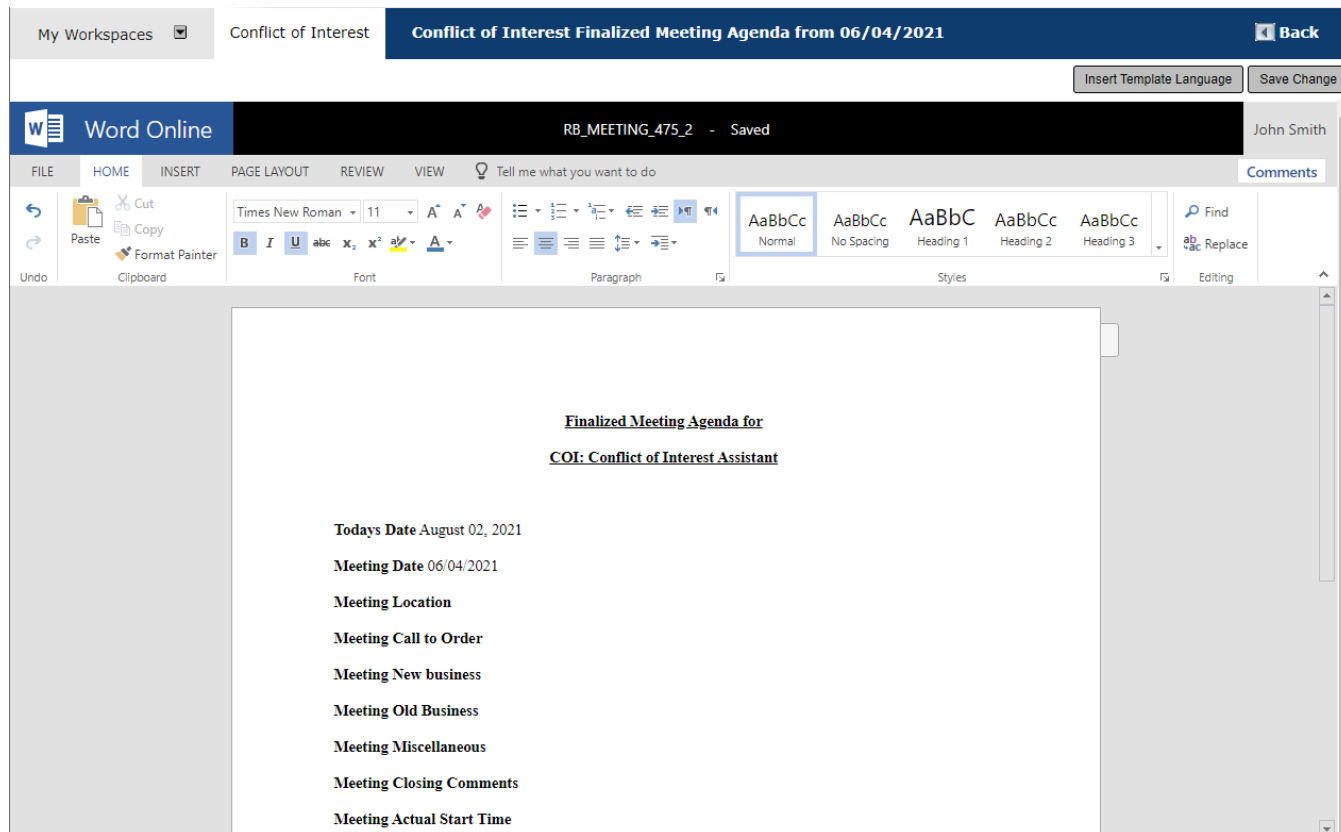 My Workspaces Conflict of Interest Conflict of Interest Finalized Meeting Agenda from 06/04/2021 Back
Insert Template Language Save Change
Word Online RB_MEETING_475_2 - Saved John Smith
FILE HOME INSERT PAGE LAYOUT REVIEW VIEW Tell me what you want to do Comments
Paste Cut Copy Format Painter
Times New Roman 11
B I U abc x₂ x² A
AaBbCc AaBbCc AaBbC AaBbCc AaBbCc
Normal No Spacing Heading 1 Heading 2 Heading 3
Find
Replace
Undo Clipboard Font Paragraph Styles Editing
Finalized Meeting Agenda for
COI: Conflict of Interest Assistant
Todays Date August 02, 2021
Meeting Date 06/04/2021
Meeting Location
Meeting Call to Order
Meeting New business
Meeting Old Business
Meeting Miscellaneous
Meeting Closing Comments
Meeting Actual Start Time